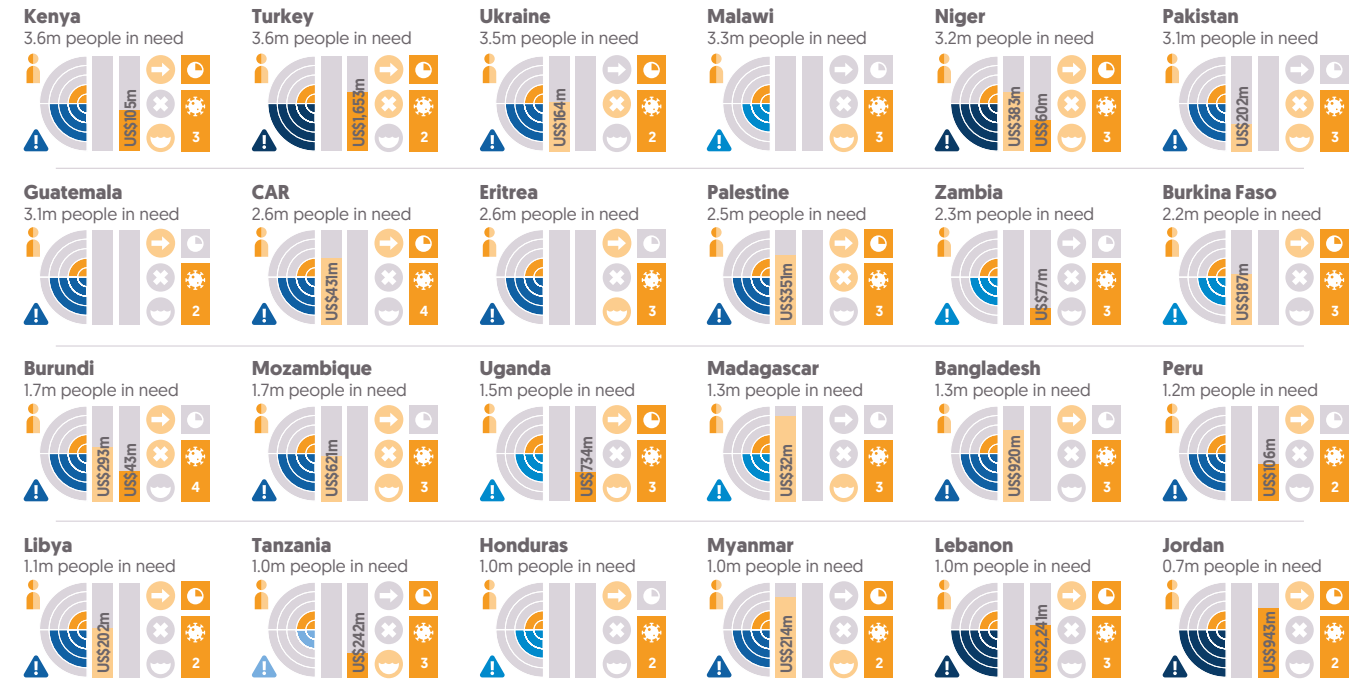 Kenya
3.6m people in need
US$105m
3
Turkey
3.6m people in need
US$1,653m
2
Ukraine
3.5m people in need
US$164m
2
Malawi
3.3m people in need
3
Niger
3.2m people in need
US$383m
US$60m
3
Pakistan
3.1m people in need
US$202m
3
Guatemala
3.1m people in need
2
CAR
2.6m people in need
US$431m
4
Eritrea
2.6m people in need
3
Palestine
2.5m people in need
US$351m
3
Zambia
2.3m people in need
US$77m
3
Burkina Faso
2.2m people in need
US$187m
3
Burundi
1.7m people in need
US$293m
US$43m
4
Mozambique
1.7m people in need
US$621m
3
Uganda
1.5m people in need
US$734m
3
Madagascar
1.3m people in need
US$32m
3
Bangladesh
1.3m people in need
US$920m
3
Peru
1.2m people in need
US$106m
2
Libya
1.1m people in need
US$202m
2
Tanzania
1.0m people in need
US$242m
3
Honduras
1.0m people in need
2
Myanmar
1.0m people in need
US$214m
2
Lebanon
1.0m people in need
US$2,241m
3
Jordan
0.7m people in need
US$943m
2